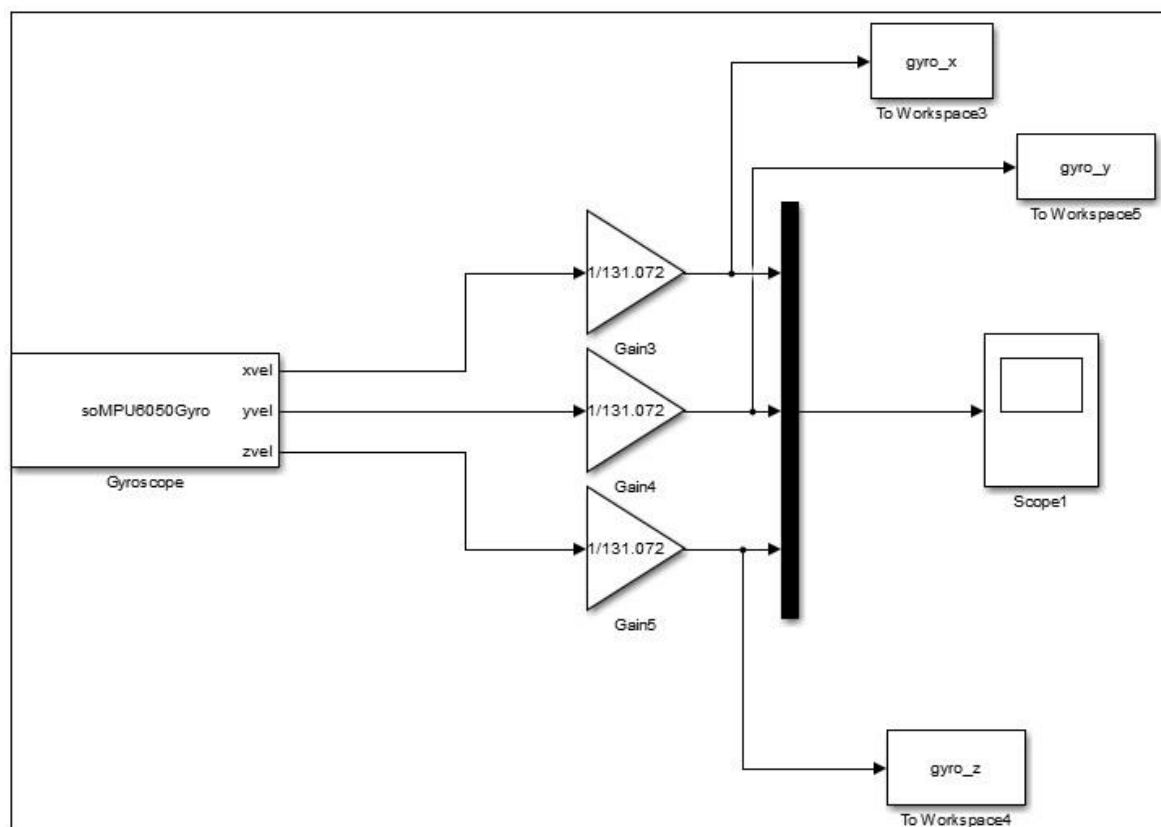 gyro_x
To Workspace3
gyro_y
To Workspace5
1/131.072
Gain3
xvel
soMPU6050Gyro
yvel
zvel
Gyroscope
1/131.072
Gain4
Scope1
1/131.072
Gain5
gyro_z
To Workspace4